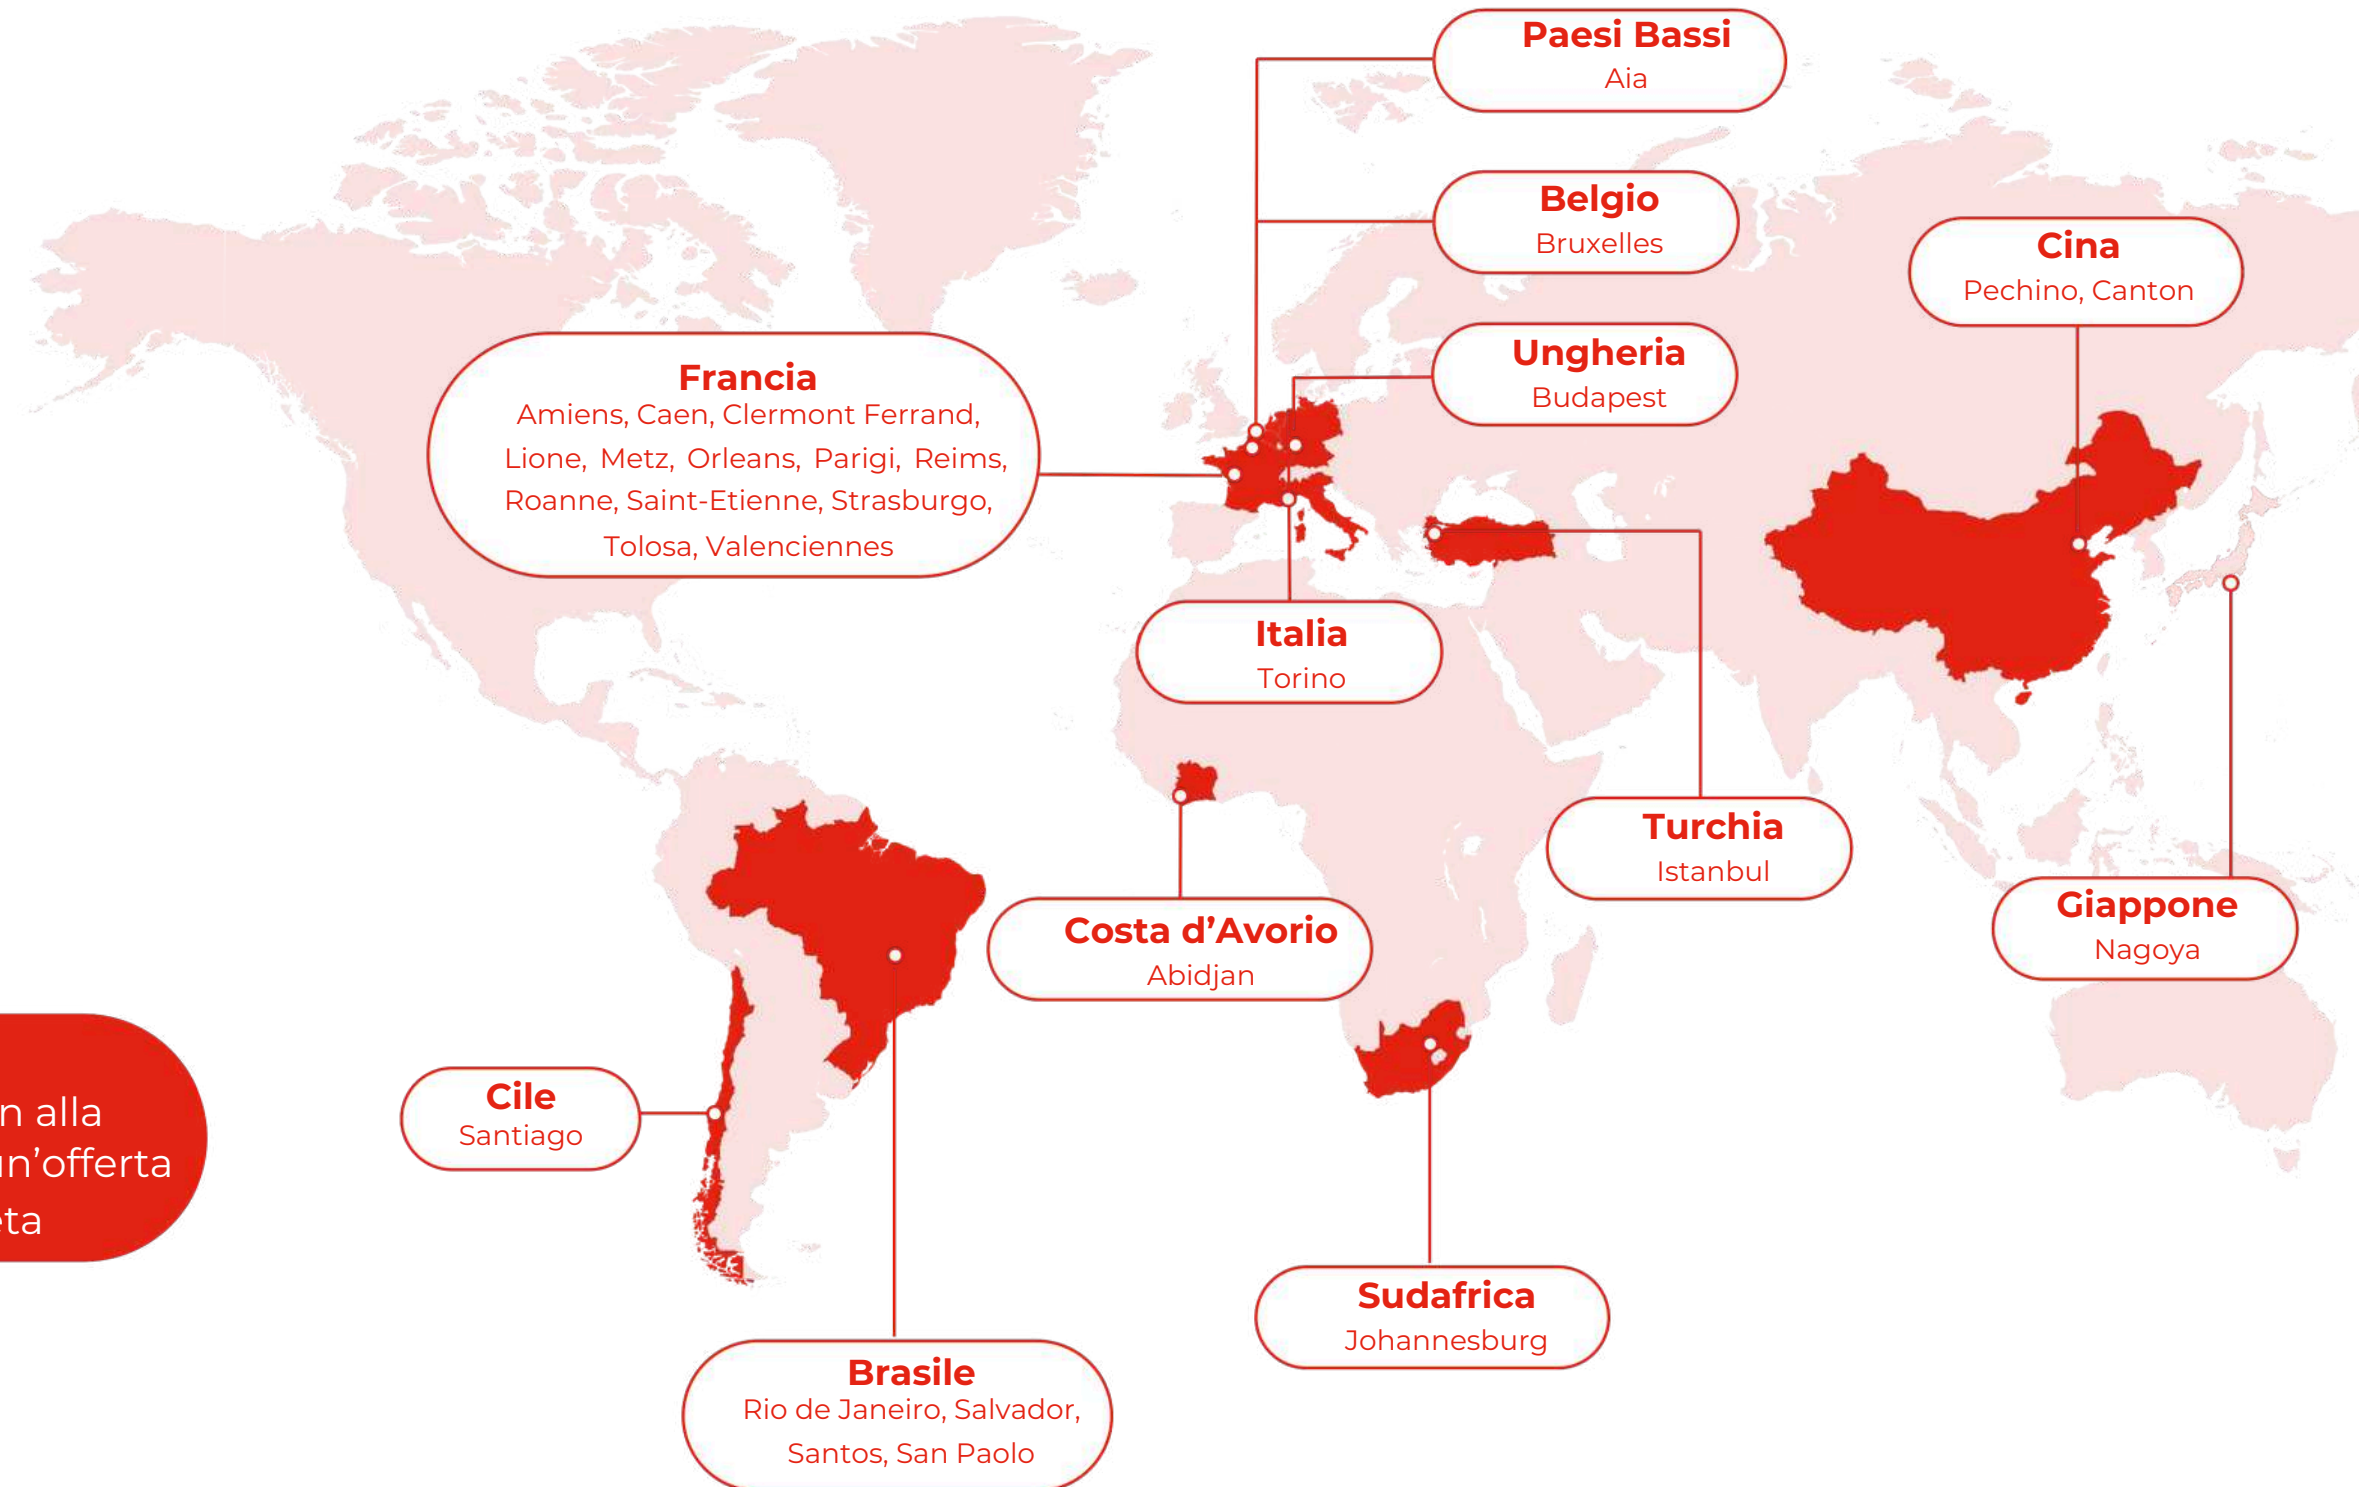 Paesi Bassi
Aia
Belgio
Bruxelles
Cina
Pechino, Canton
Ungheria
Budapest
Francia
Amiens, Caen, Clermont Ferrand,
Lione, Metz, Orleans, Parigi, Reims,
Roanne, Saint-Etienne, Strasburgo,
Tolosa, Valenciennes
Italia
Torino
Turchia
Istanbul
Giappone
Nagoya
Costa d’Avorio
Abidjan
Cile
Santiago
n alla
un’offerta
eta
Sudafrica
Johannesburg
Brasile
Rio de Janeiro, Salvador,
Santos, San Paolo